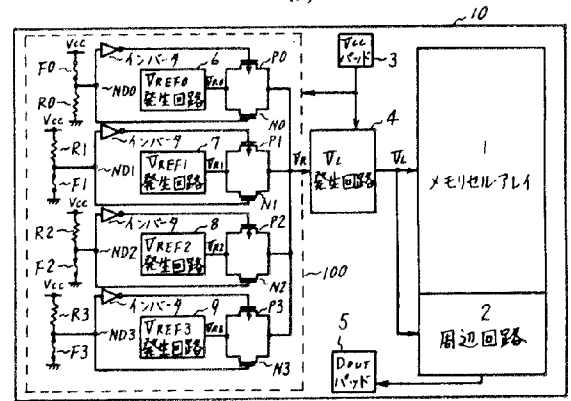 10
Vcc
F0
R0
ND0
インバータ
6
VREF0
発生回路
VR0
P0
N0
Vcc
R1
F1
ND1
インバータ
7
VREF1
発生回路
VR1
P1
N1
Vcc
R2
F2
ND2
インバータ
8
VREF2
発生回路
VR2
P2
N2
Vcc
R3
F3
ND3
インバータ
9
VREF3
発生回路
VR3
P3
N3
100
VR
Vcc
パッド
3
4
VL
発生回路
VL
1
メモリセル・アレイ
2
周辺回路
5
DOUT
パッド